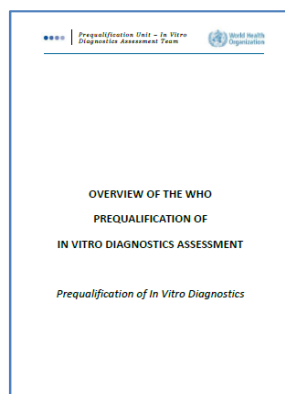 Prequalification Unit – In Vitro
Diagnostics Assessment Team
World Health
Organization
OVERVIEW OF THE WHO
PREQUALIFICATION OF
IN VITRO DIAGNOSTICS ASSESSMENT
Prequalification of In Vitro Diagnostics